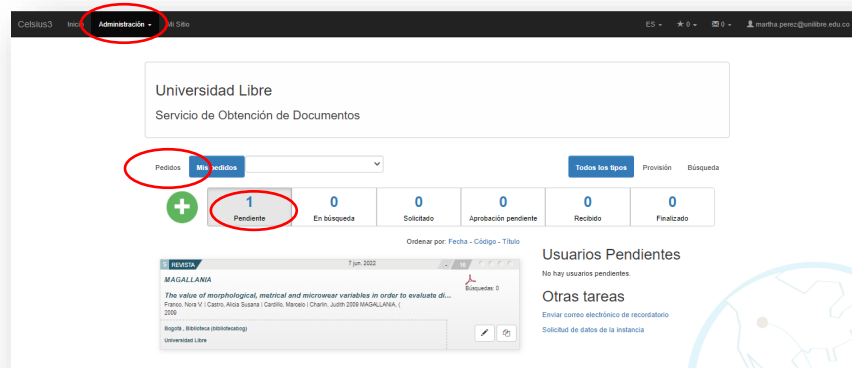 Celsius3 Inicio Administración Mi Sitio ES 0 0 martha.perez@unilibre.edu.co
Universidad Libre
Servicio de Obtención de Documentos
Pedidos Mis pedidos Todos los tipos Provisión Búsqueda
1 0 0 0 0 0
Pendiente En búsqueda Solicitado Aprobación pendiente Recibido Finalizado
Ordenar por: Fecha - Código - Título
S REVISTA 7 jun. 2022
MAGALLANIA
Búsquedas: 0
The value of morphological, metrical and microwear variables in order to evaluate di...
Franco, Nora V. | Castro, Alicia Susana | Cardillo, Marcelo | Charlin, Judith 2009 MAGALLANIA, (
2009
Bogotá , Biblioteca (bibliotecabog)
Universidad Libre
Usuarios Pendientes
No hay usuarios pendientes.
Otras tareas
Enviar correo electrónico de recordatorio
Solicitud de datos de la instancia